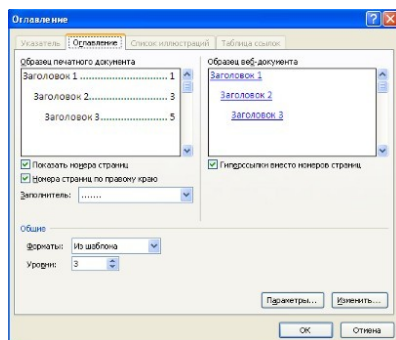 Оглавление
Указатель Оглавление Список иллюстраций Таблица ссылок
Образец печатного документа
Заголовок 1 .......................... 1
Заголовок 2....................... 3
Заголовок 3.................... 5
Образец веб-документа
Заголовок 1
Заголовок 2
Заголовок 3
Показать номера страниц
Номера страниц по правому краю
Заполнитель: .......
Гиперссылки вместо номеров страниц
Общие
Форматы: Из шаблона
Уровни: 3
Параметры... Изменить...
ОК Отмена